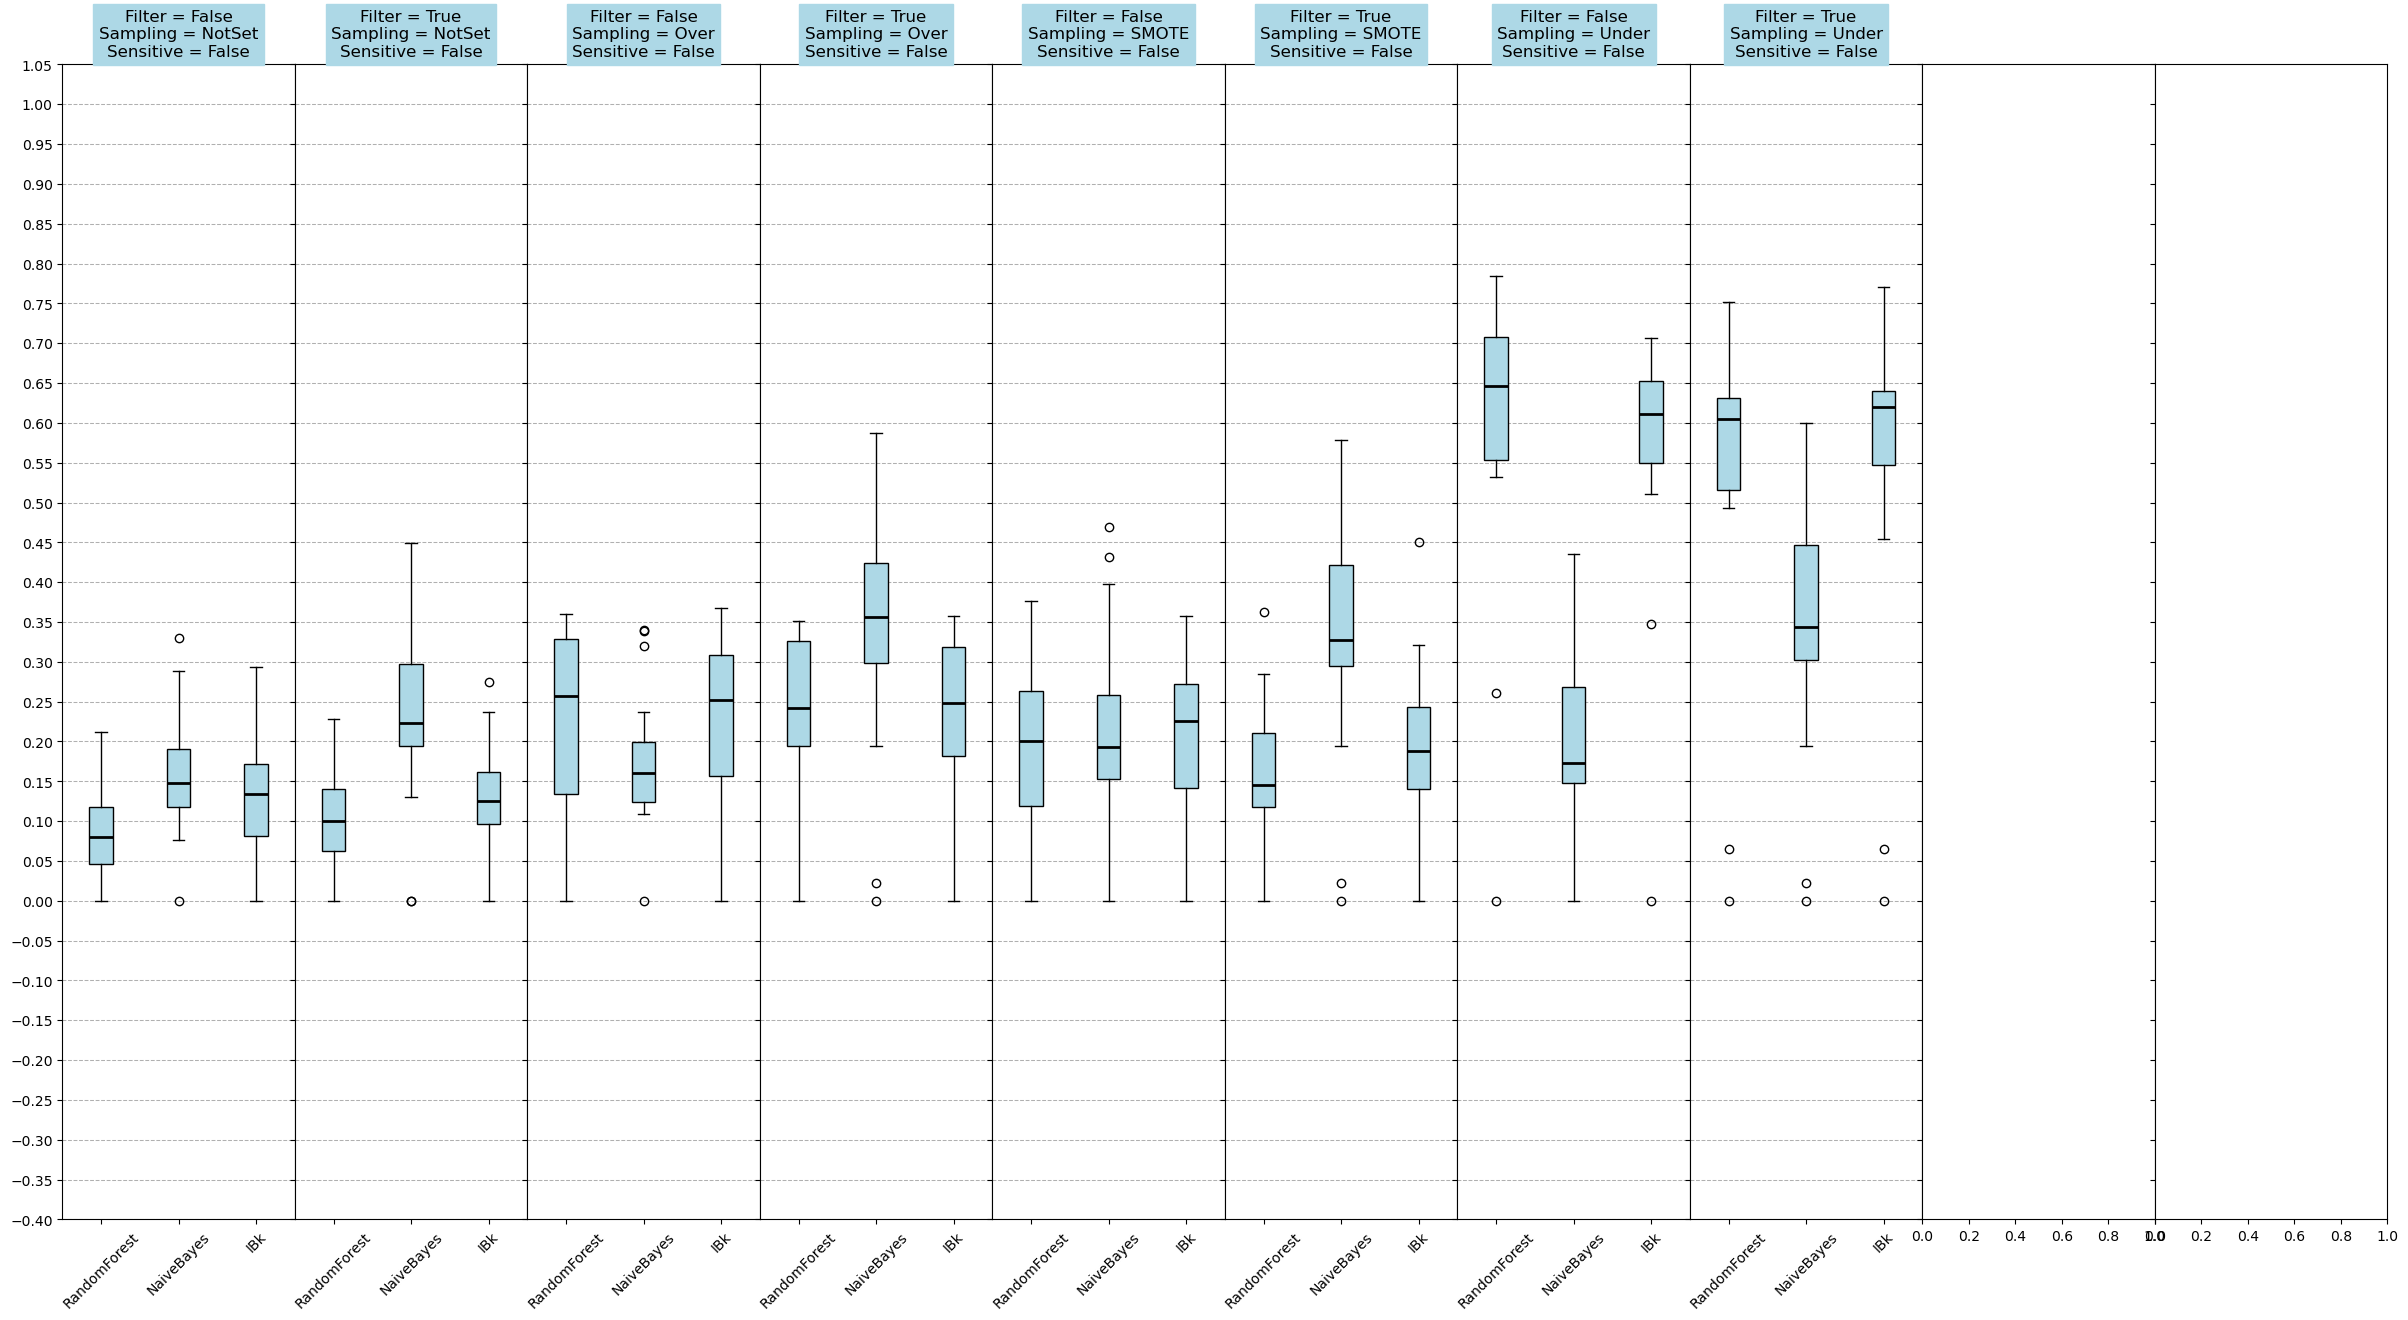 Filter = False
Sampling = NotSet
Sensitive = False
Filter = True
Sampling = NotSet
Sensitive = False
Filter = False
Sampling = Over
Sensitive = False
Filter = True
Sampling = Over
Sensitive = False
Filter = False
Sampling = SMOTE
Sensitive = False
Filter = True
Sampling = SMOTE
Sensitive = False
Filter = False
Sampling = Under
Sensitive = False
Filter = True
Sampling = Under
Sensitive = False
1.05
1.00
0.95
0.90
0.85
0.80
0.75
0.70
0.65
0.60
0.55
0.50
0.45
0.40
0.35
0.30
0.25
0.20
0.15
0.10
0.05
0.00
−0.05
−0.10
−0.15
−0.20
−0.25
−0.30
−0.35
−0.40
RandomForest
NaiveBayes
IBk
RandomForest
NaiveBayes
IBk
RandomForest
NaiveBayes
IBk
RandomForest
NaiveBayes
IBk
RandomForest
NaiveBayes
IBk
RandomForest
NaiveBayes
IBk
RandomForest
NaiveBayes
IBk
RandomForest
NaiveBayes
IBk
0.0 0.2 0.4 0.6 0.8 1.0
0.0 0.2 0.4 0.6 0.8 1.0